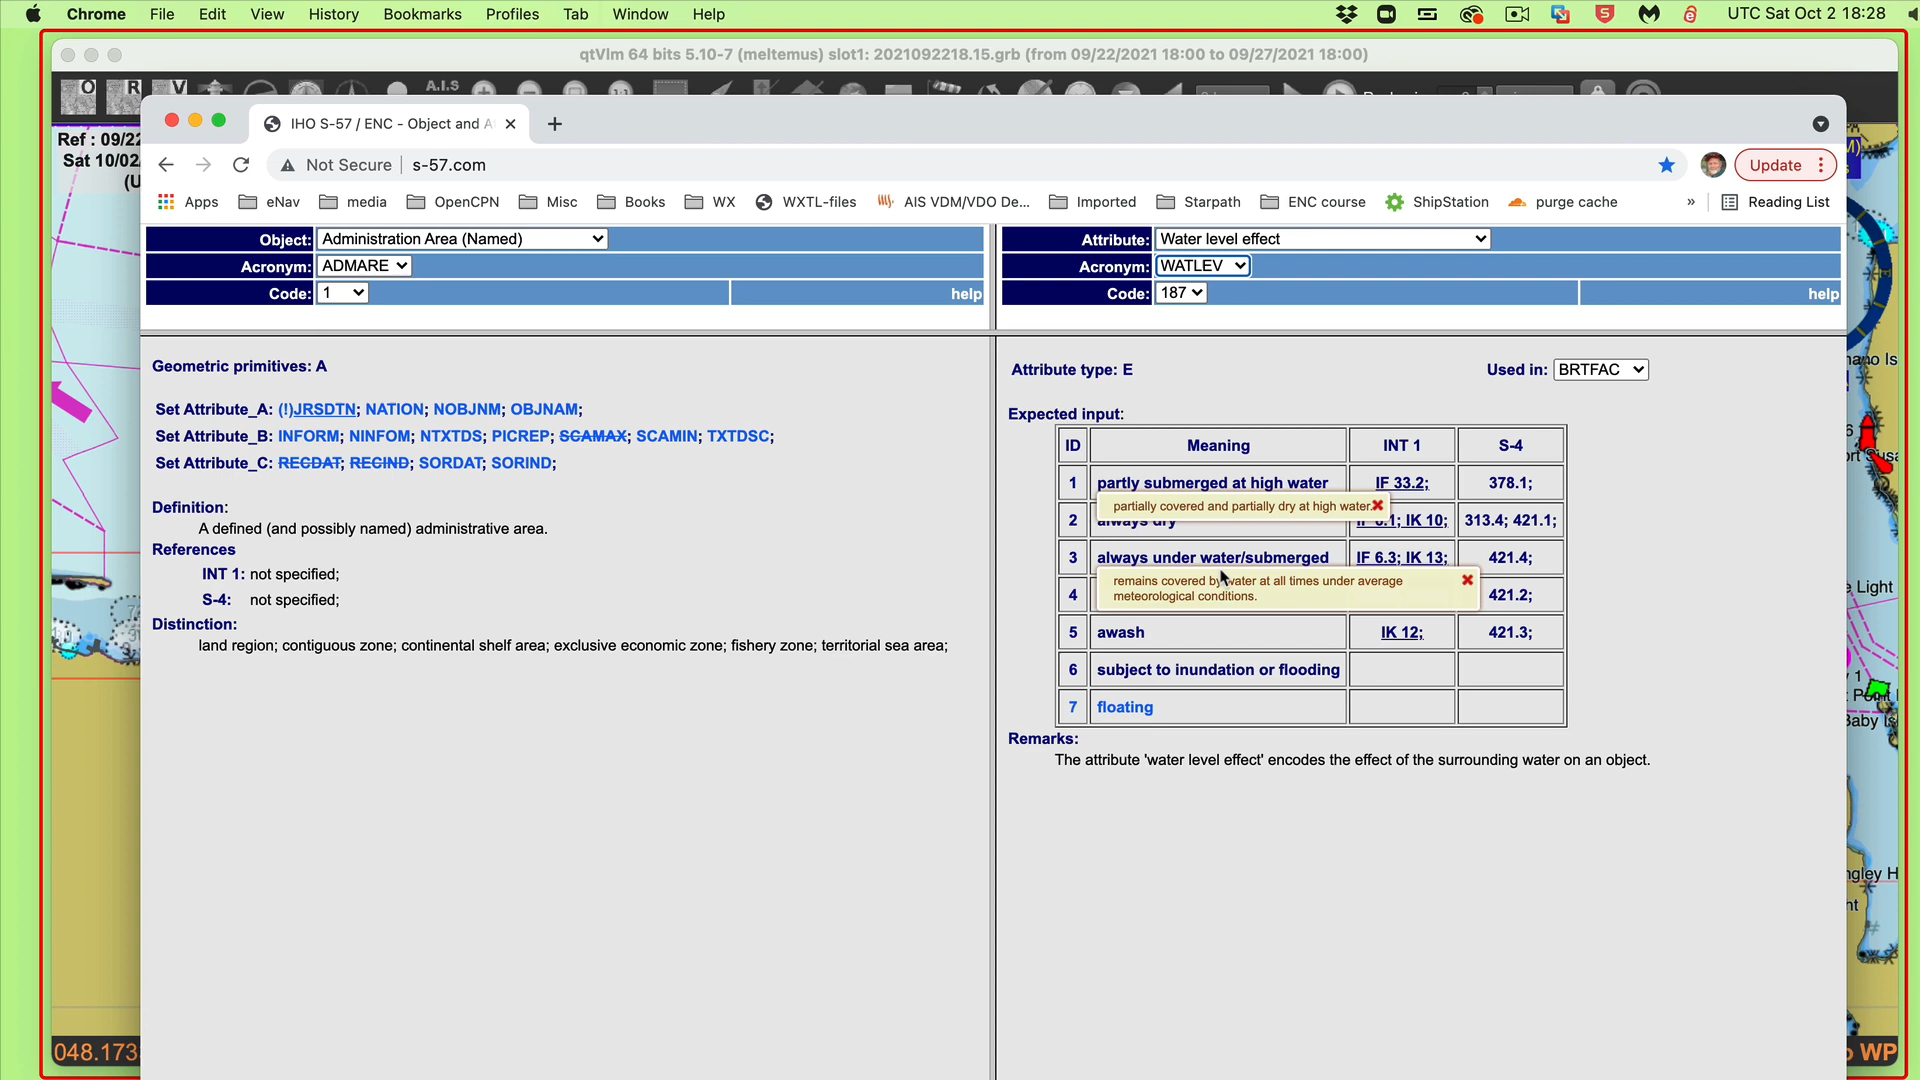 Chrome File Edit View History Bookmarks Profiles Tab Window Help UTC Sat Oct 2 18:28
qtVlm 64 bits 5.10-7 (meltemus) slot1: 2021092218.15.grb (from 09/22/2021 18:00 to 09/27/2021 18:00)
O R V A.I.S
Ref : 09/22
Sat 10/02
(U
IHO S-57 / ENC - Object and A
Not Secure s-57.com Update
Apps eNav media OpenCPN Misc Books WX WXTL-files AIS VDM/VDO De... Imported Starpath ENC course ShipStation purge cache » Reading List
Object: Administration Area (Named)
Acronym: ADMARE
Code: 1 help
Attribute: Water level effect
Acronym: WATLEV
Code: 187 help
Geometric primitives: A
Set Attribute_A: (!)JRSDTN; NATION; NOBJNM; OBJNAM;
Set Attribute_B: INFORM; NINFOM; NTXTDS; PICREP; SCAMAX; SCAMIN; TXTDSC;
Set Attribute_C: RECDAT; RECIND; SORDAT; SORIND;
Definition:
A defined (and possibly named) administrative area.
References
INT 1: not specified;
S-4: not specified;
Distinction:
land region; contiguous zone; continental shelf area; exclusive economic zone; fishery zone; territorial sea area;
Attribute type: E Used in: BRTFAC
Expected input:
ID Meaning INT 1 S-4
1 partly submerged at high water IF 33.2; 378.1;
partially covered and partially dry at high water.
2 always dry IF 6.1; IK 10; 313.4; 421.1;
3 always under water/submerged IF 6.3; IK 13; 421.4;
remains covered by water at all times under average
meteorological conditions.
4 421.2;
5 awash IK 12; 421.3;
6 subject to inundation or flooding
7 floating
Remarks:
The attribute 'water level effect' encodes the effect of the surrounding water on an object.
048.173
WP